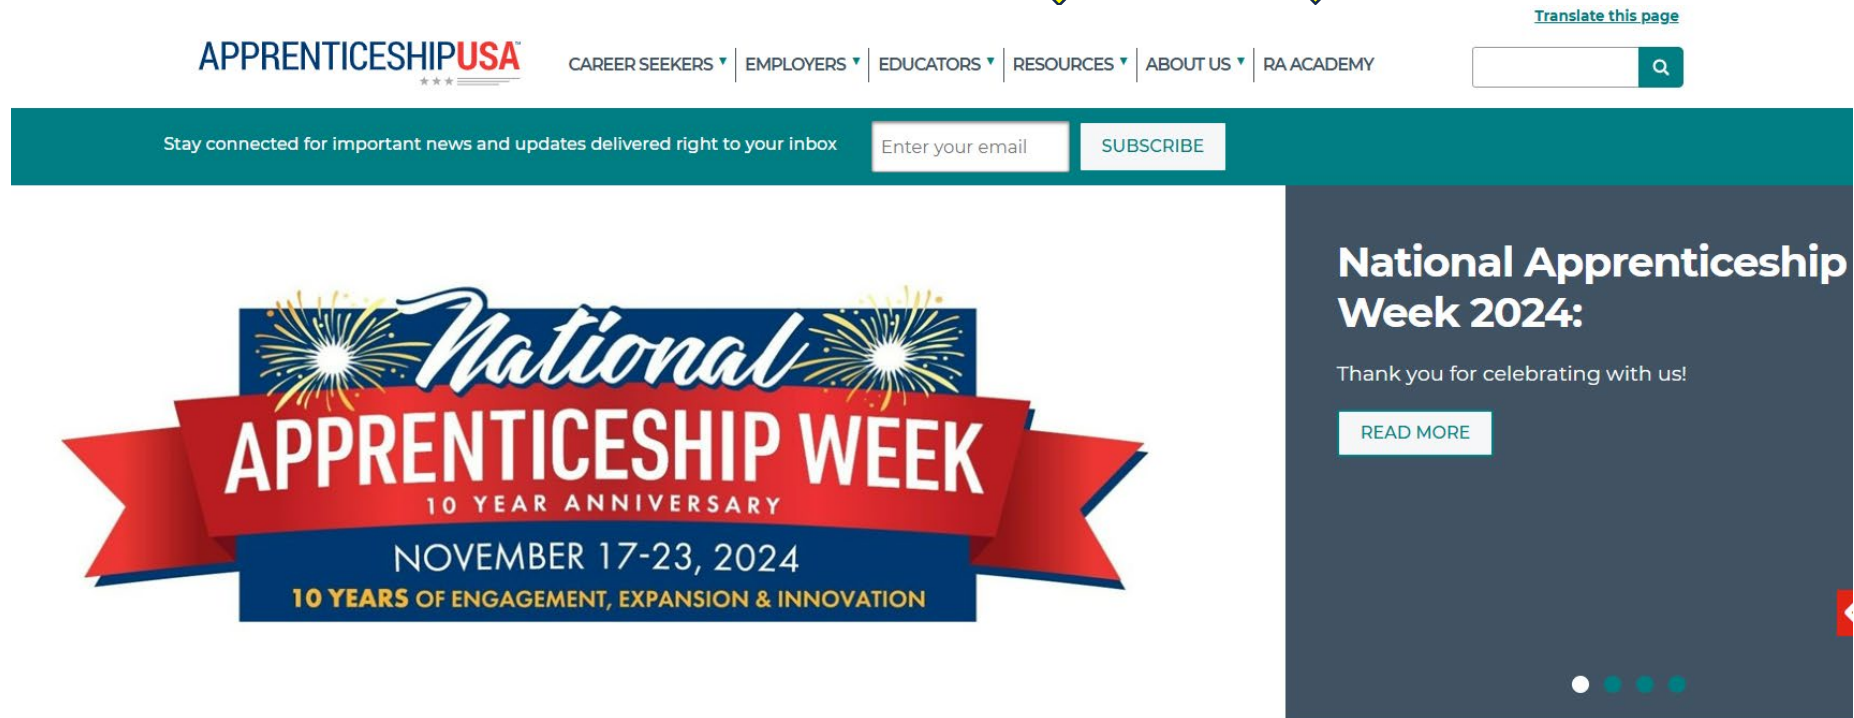 Translate this page
APPRENTICESHIPUSA™
CAREER SEEKERS EMPLOYERS EDUCATORS RESOURCES ABOUT US RA ACADEMY
Stay connected for important news and updates delivered right to your inbox Enter your email SUBSCRIBE
National
APPRENTICESHIP WEEK
10 YEAR ANNIVERSARY
NOVEMBER 17-23, 2024
10 YEARS OF ENGAGEMENT, EXPANSION & INNOVATION
National Apprenticeship
Week 2024:
Thank you for celebrating with us!
READ MORE